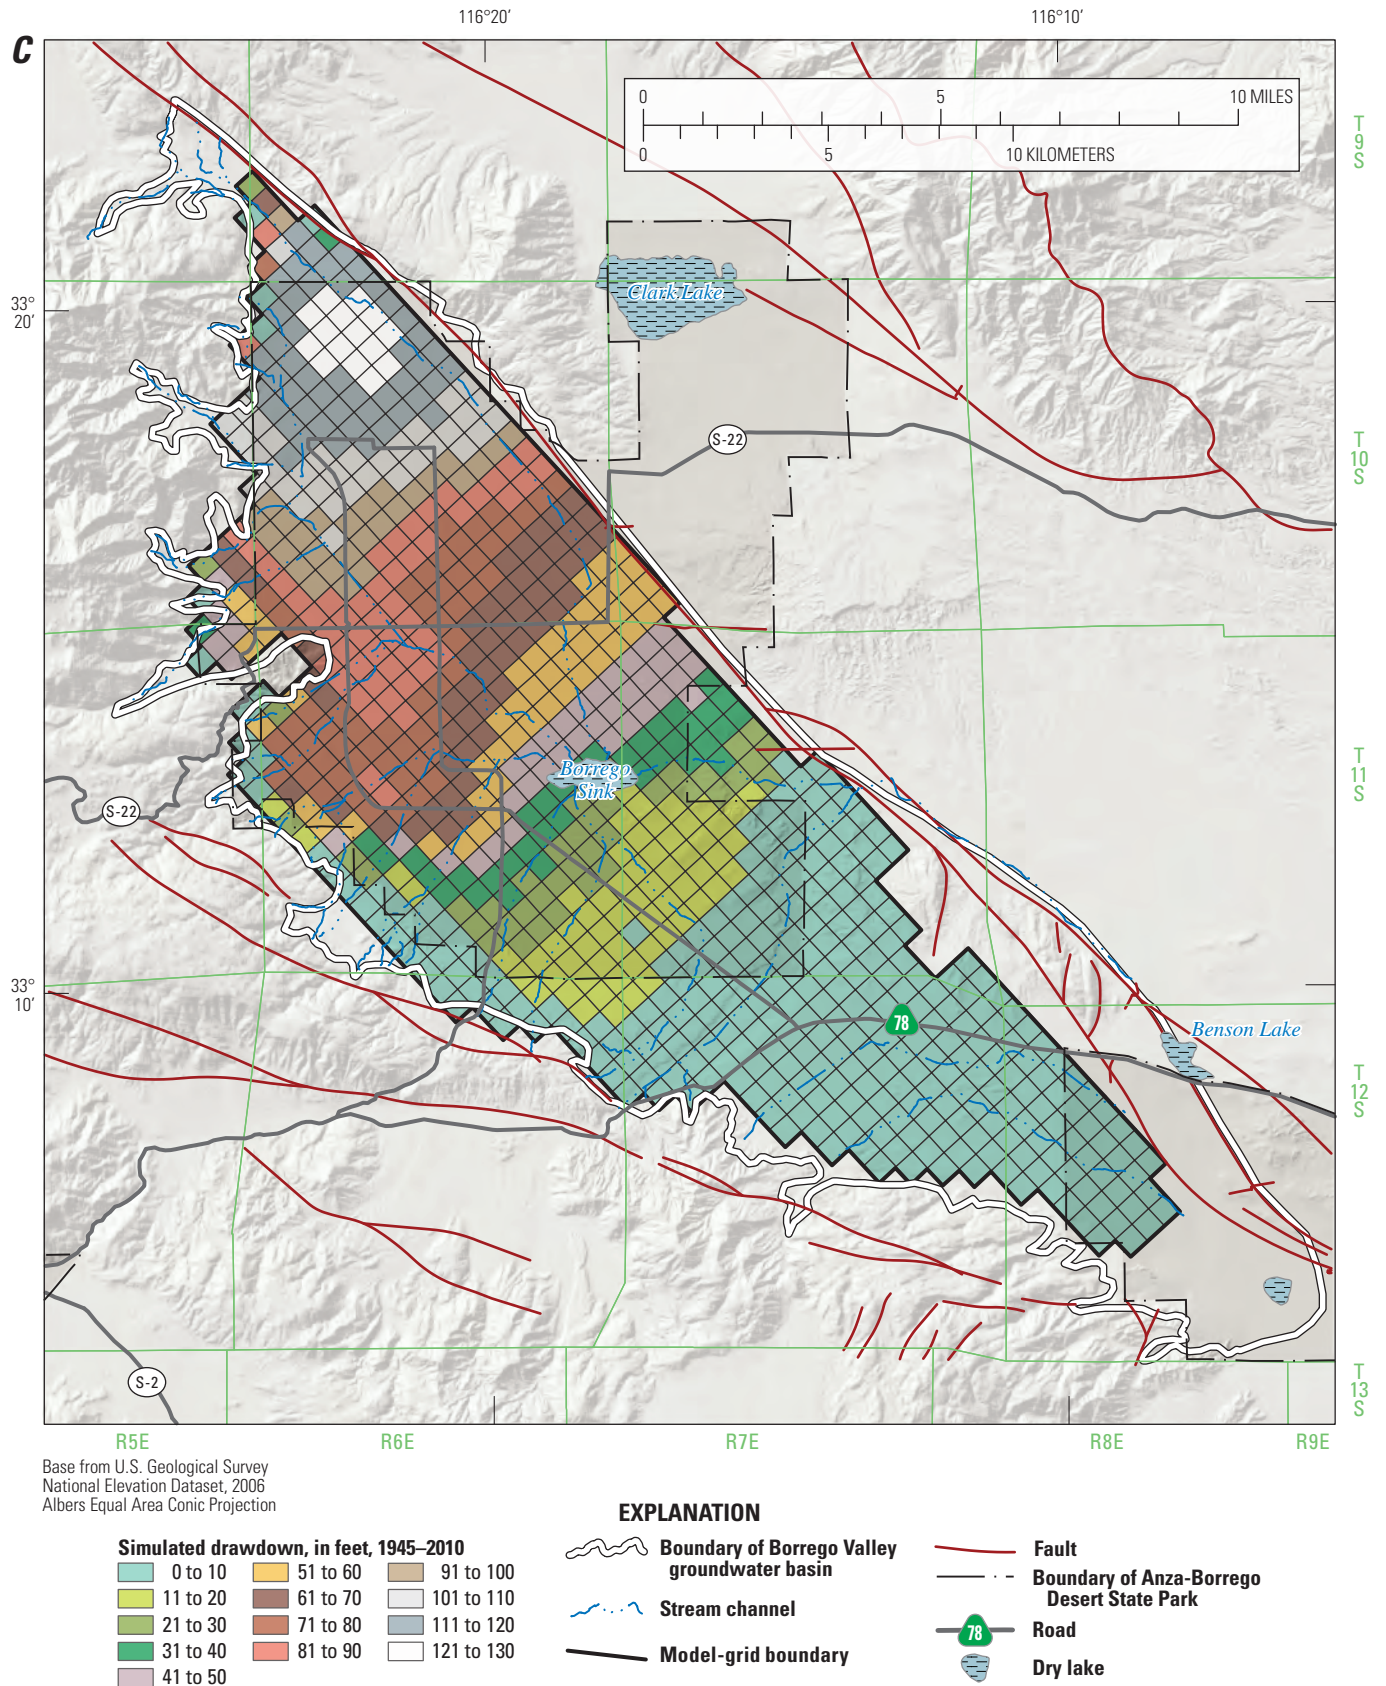 C
116°20′
116°10′
0 5 10 MILES
0 5 10 KILOMETERS
T
9
S
33°
20′
Clark Lake
S-22
T
10
S
Borrego
Sink
T
11
S
S-22
33°
10′
78
Benson Lake
T
12
S
S-2
T
13
S
R5E R6E R7E R8E R9E
Base from U.S. Geological Survey
National Elevation Dataset, 2006
Albers Equal Area Conic Projection
EXPLANATION
Simulated drawdown, in feet, 1945–2010
0 to 10
11 to 20
21 to 30
31 to 40
41 to 50
51 to 60
61 to 70
71 to 80
81 to 90
91 to 100
101 to 110
111 to 120
121 to 130
Boundary of Borrego Valley
groundwater basin
Stream channel
Model-grid boundary
Fault
Boundary of Anza-Borrego
Desert State Park
78
Road
Dry lake